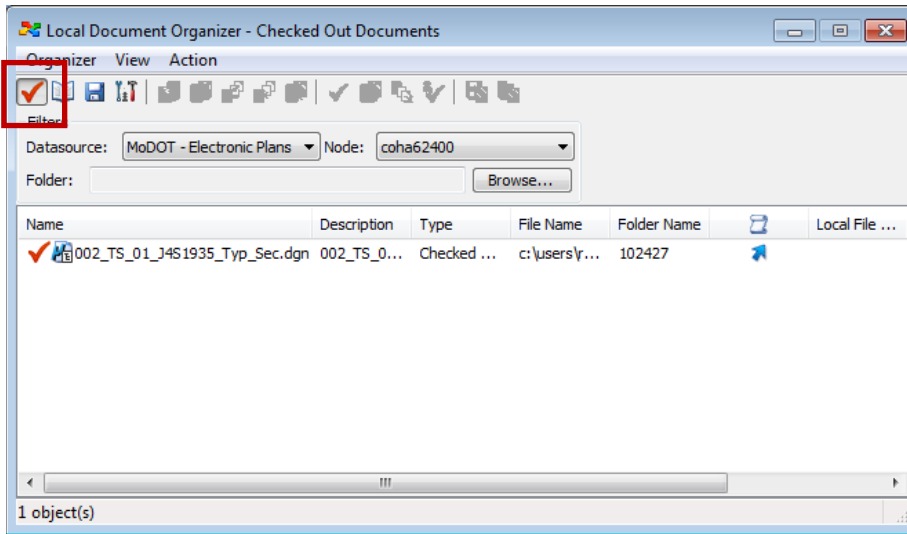 Local Document Organizer - Checked Out Documents
Organizer View Action
Filter
Datasource: MoDOT - Electronic Plans Node: coha62400
Folder: Browse...
Name Description Type File Name Folder Name Local File ...
002_TS_01_J4S1935_Typ_Sec.dgn 002_TS_0... Checked ... c:\users\r... 102427
1 object(s)